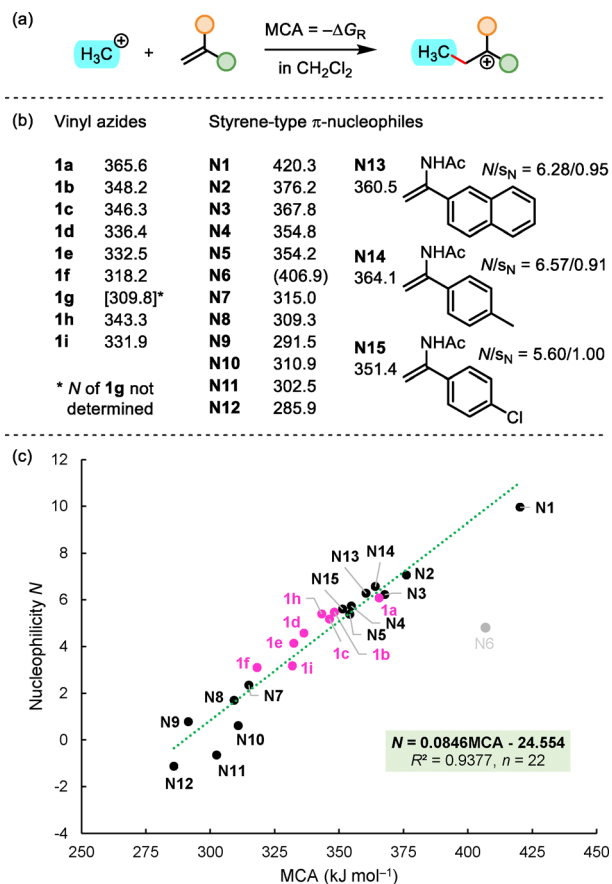 (a)
H₃C⊕ + MCA = −ΔG_R H₃C ⊕
in CH₂Cl₂
(b)
Vinyl azides Styrene-type π-nucleophiles
1a 365.6
1b 348.2
1c 346.3
1d 336.4
1e 332.5
1f 318.2
1g [309.8]*
1h 343.3
1i 331.9
* N of 1g not
determined
N1 420.3
N2 376.2
N3 367.8
N4 354.8
N5 354.2
N6 (406.9)
N7 315.0
N8 309.3
N9 291.5
N10 310.9
N11 302.5
N12 285.9
N13 NHAc N/s_N = 6.28/0.95
360.5
N14 NHAc N/s_N = 6.57/0.91
364.1
N15 NHAc N/s_N = 5.60/1.00
351.4
Cl
(c)
Nucleophilicity N
12
10
8
6
4
2
0
-2
-4
N1
N14
N13
N2
N3
N15
1a
1h
N4
1d
N5
N6
1e
1b
1c
1f
1i
N8
N7
N9
N10
N11
N12
N = 0.0846MCA - 24.554
R² = 0.9377, n = 22
250 275 300 325 350 375 400 425 450
MCA (kJ mol⁻¹)